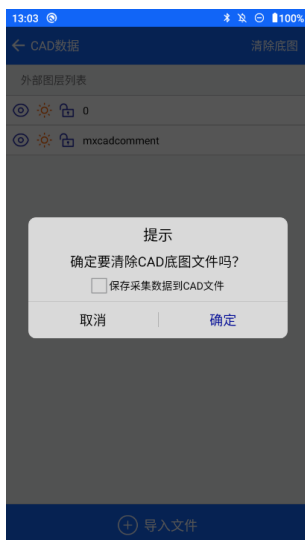 13:03 100%
CAD数据 清除底图
外部图层列表
0
mxcadcomment
提示
确定要清除CAD底图文件吗?
保存采集数据到CAD文件
取消 确定
导入文件